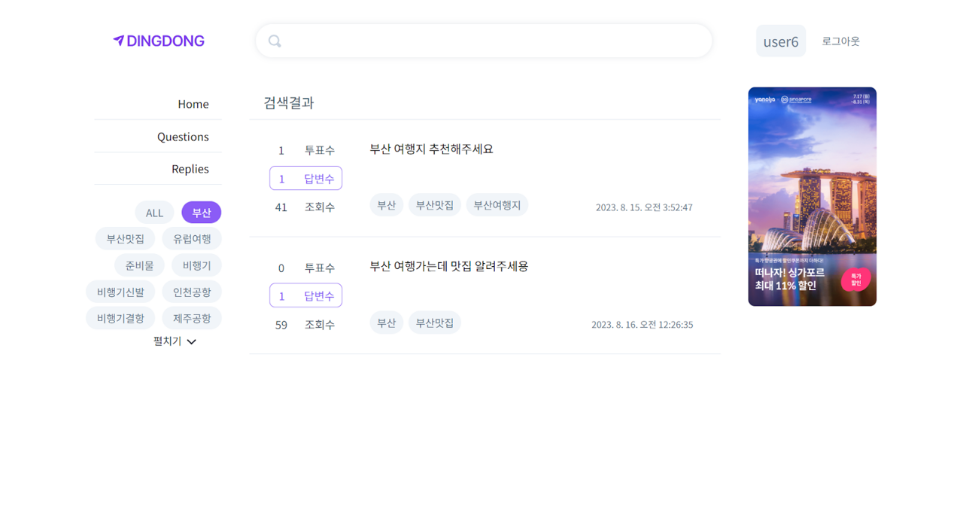 DINGDONG
user6
로그아웃
Home
Questions
Replies
ALL
부산
부산맛집
유럽여행
준비물
비행기
비행기신발
인천공항
비행기결항
제주공항
펼치기
검색결과
1 투표수
부산 여행지 추천해주세요
1 답변수
41 조회수
부산 부산맛집 부산여행지
2023. 8. 15. 오전 3:52:47
0 투표수
부산 여행가는데 맛집 알려주세용
1 답변수
59 조회수
부산 부산맛집
2023. 8. 16. 오전 12:26:35
yanolja
떠나자! 싱가포르
최대 11% 할인
특가
할인